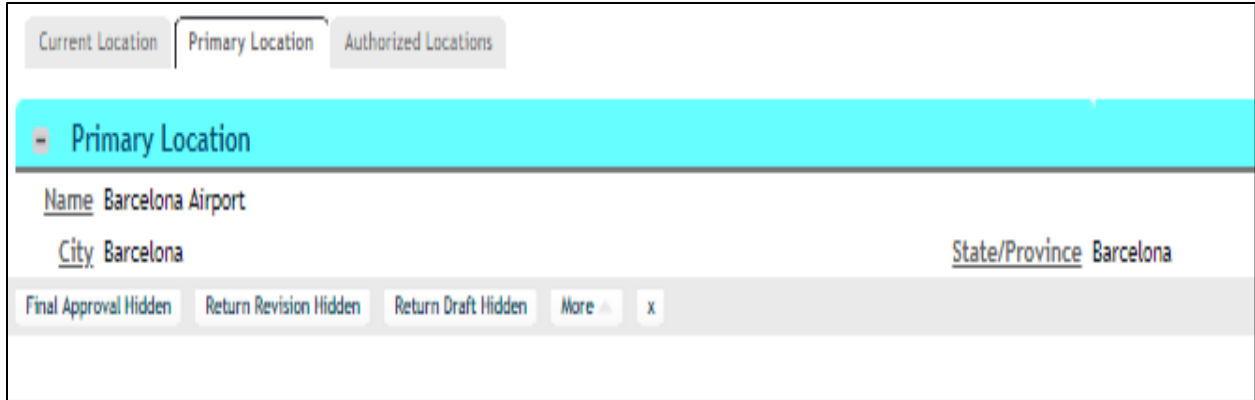 Current Location Primary Location Authorized Locations
- Primary Location
Name Barcelona Airport
City Barcelona State/Province Barcelona
Final Approval Hidden Return Revision Hidden Return Draft Hidden More x